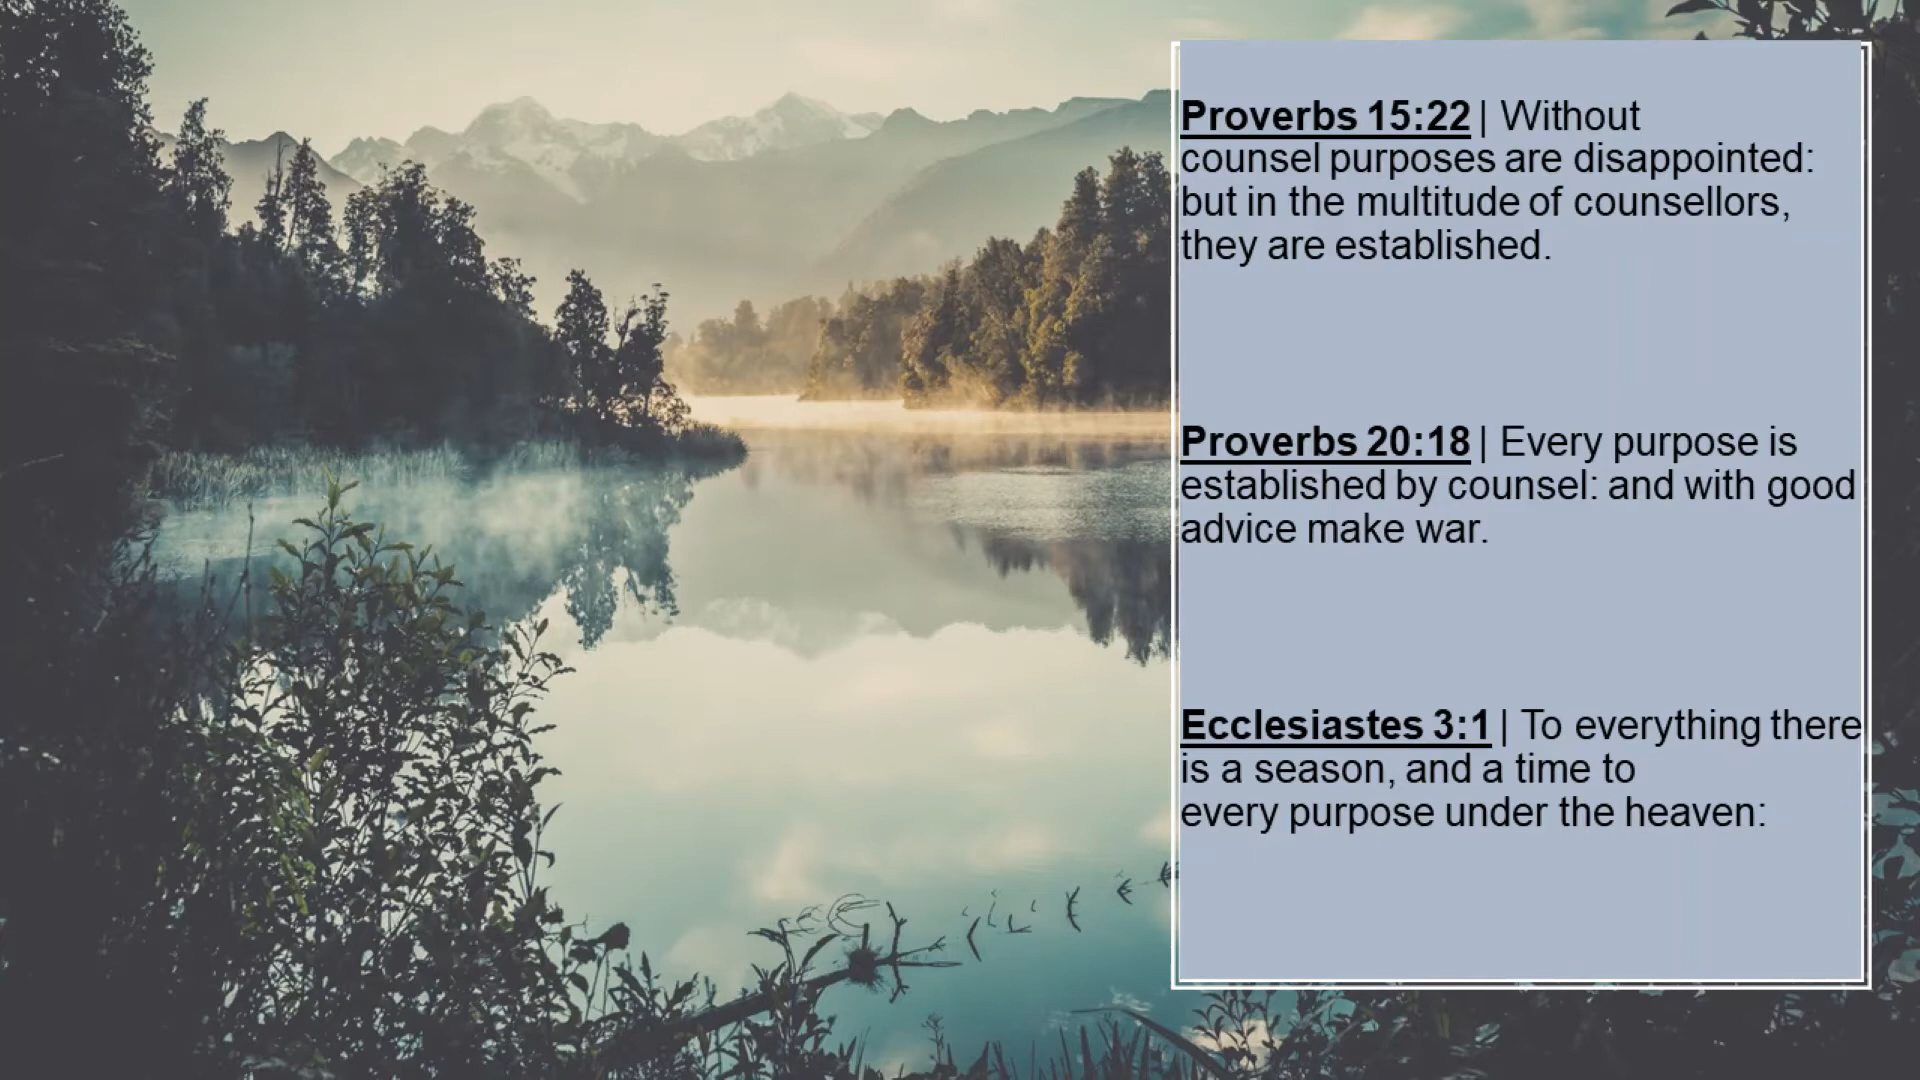 Proverbs 15:22 | Without
counsel purposes are disappointed:
but in the multitude of counsellors,
they are established.
Proverbs 20:18 | Every purpose is
established by counsel: and with good
advice make war.
Ecclesiastes 3:1 | To everything there
is a season, and a time to
every purpose under the heaven: